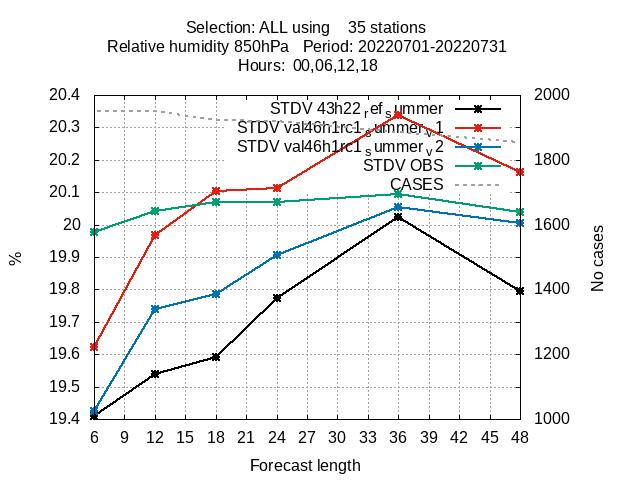 Selection: ALL using    35 stations
Relative humidity 850hPa   Period: 20220701-20220731
Hours:  00,06,12,18
STDV 43h22ref_summer
STDV val46h1rc1summerv1
STDV val46h1rc1summerv2
STDV OBS
CASES
20.4
20.3
20.2
20.1
20
19.9
19.8
19.7
19.6
19.5
19.4
%
2000
1800
1600
1400
1200
1000
No cases
6 9 12 15 18 21 24 27 30 33 36 39 42 45 48
Forecast length